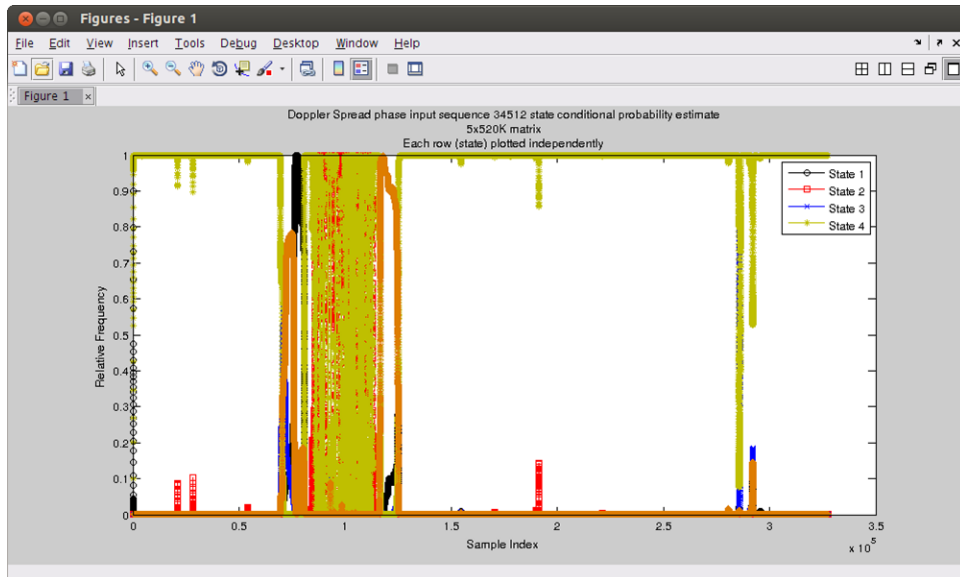 Figures - Figure 1
File Edit View Insert Tools Debug Desktop Window Help
Figure 1
Doppler Spread phase input sequence 34512 state conditional probability estimate
5x520K matrix
Each row (state) plotted independently
1
0.9
0.8
0.7
0.6
0.5
0.4
0.3
0.2
0.1
0
Relative Frequency
State 1
State 2
State 3
State 4
0 0.5 1 1.5 2 2.5 3 3.5
x 10^5
Sample Index